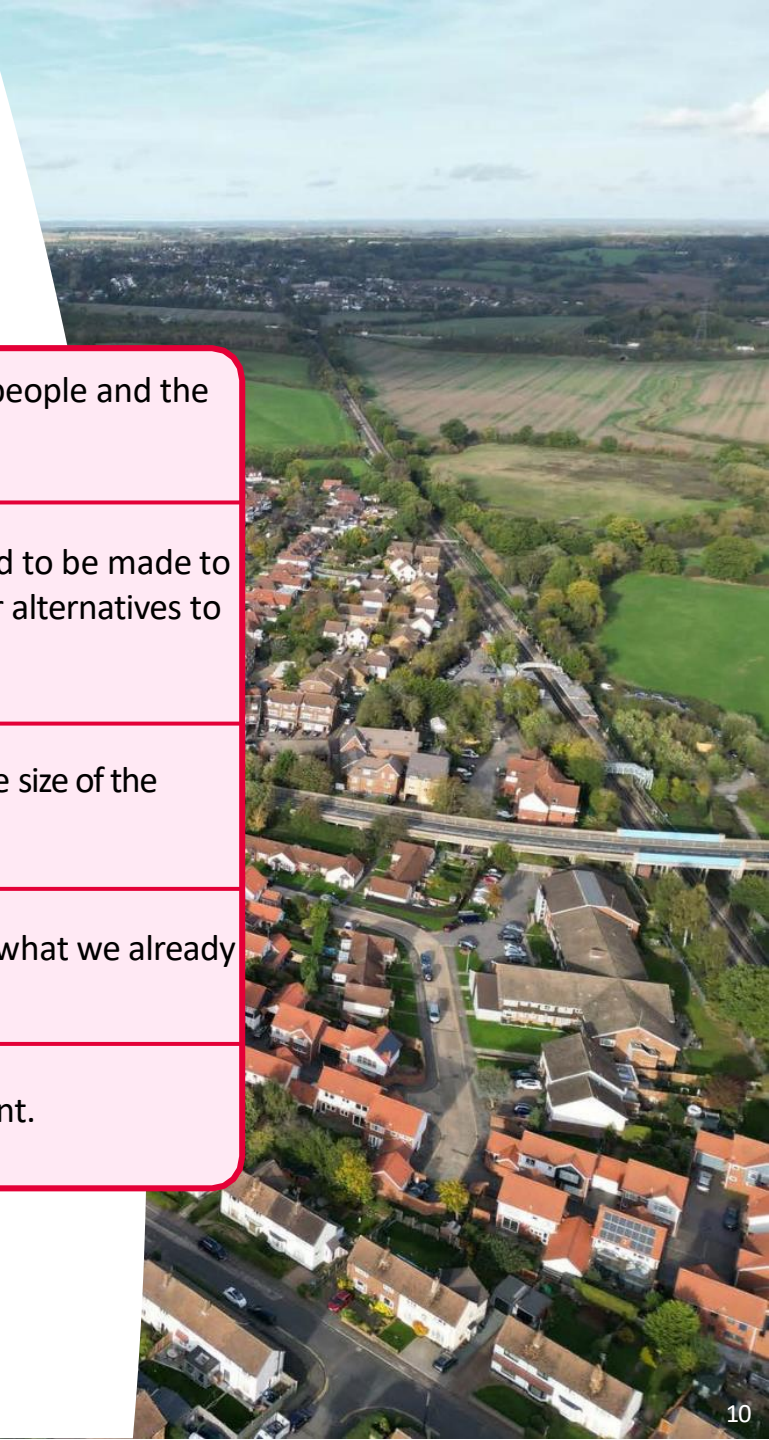 people and the
d to be made to
r alternatives to
e size of the
what we already
nt.
10